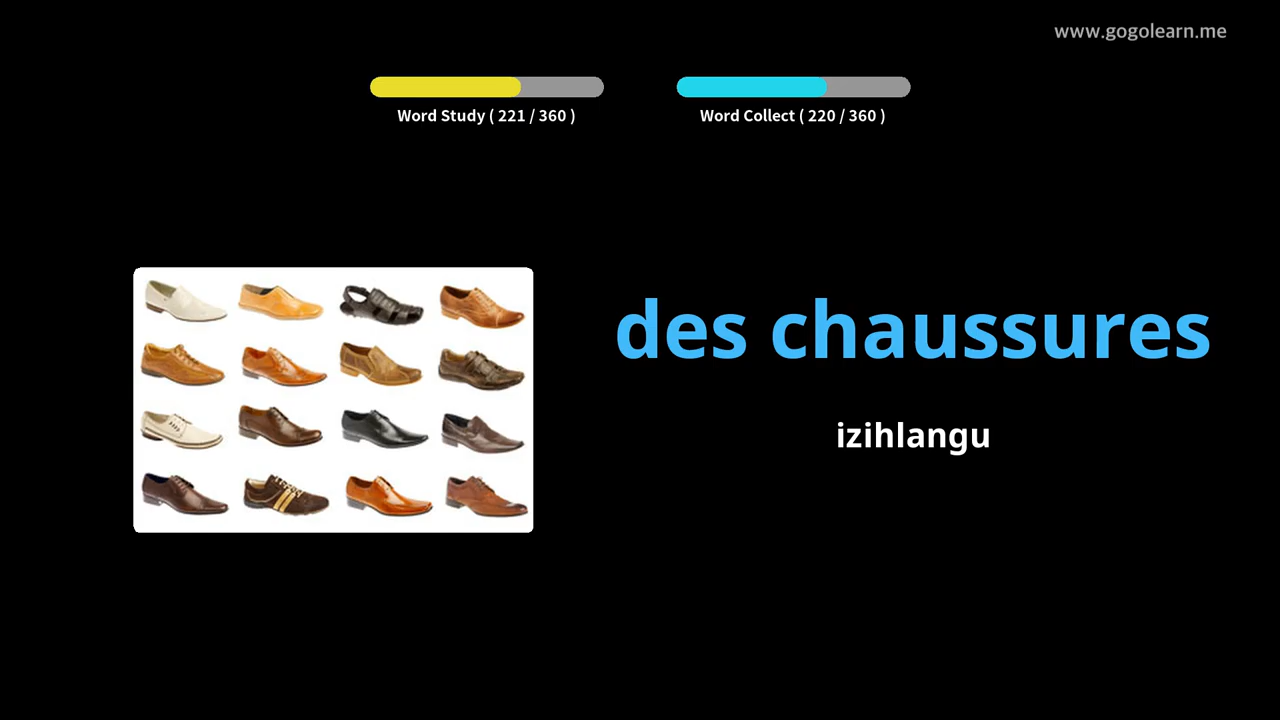 www.gogolearn.me
Word Study ( 221 / 360 )
Word Collect ( 220 / 360 )
des chaussures
izihlangu